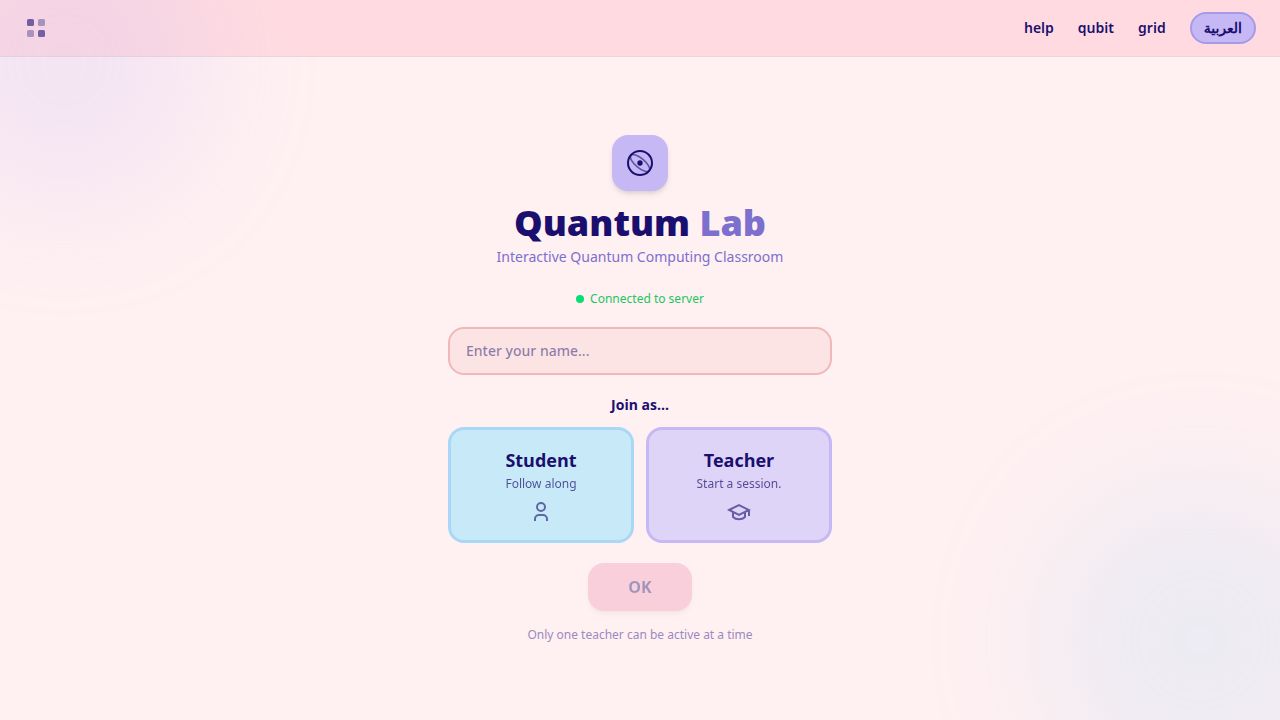 help
qubit
grid
العربية
Quantum Lab
Interactive Quantum Computing Classroom
Connected to server
Enter your name...
Join as...
Student
Follow along
Teacher
Start a session.
OK
Only one teacher can be active at a time